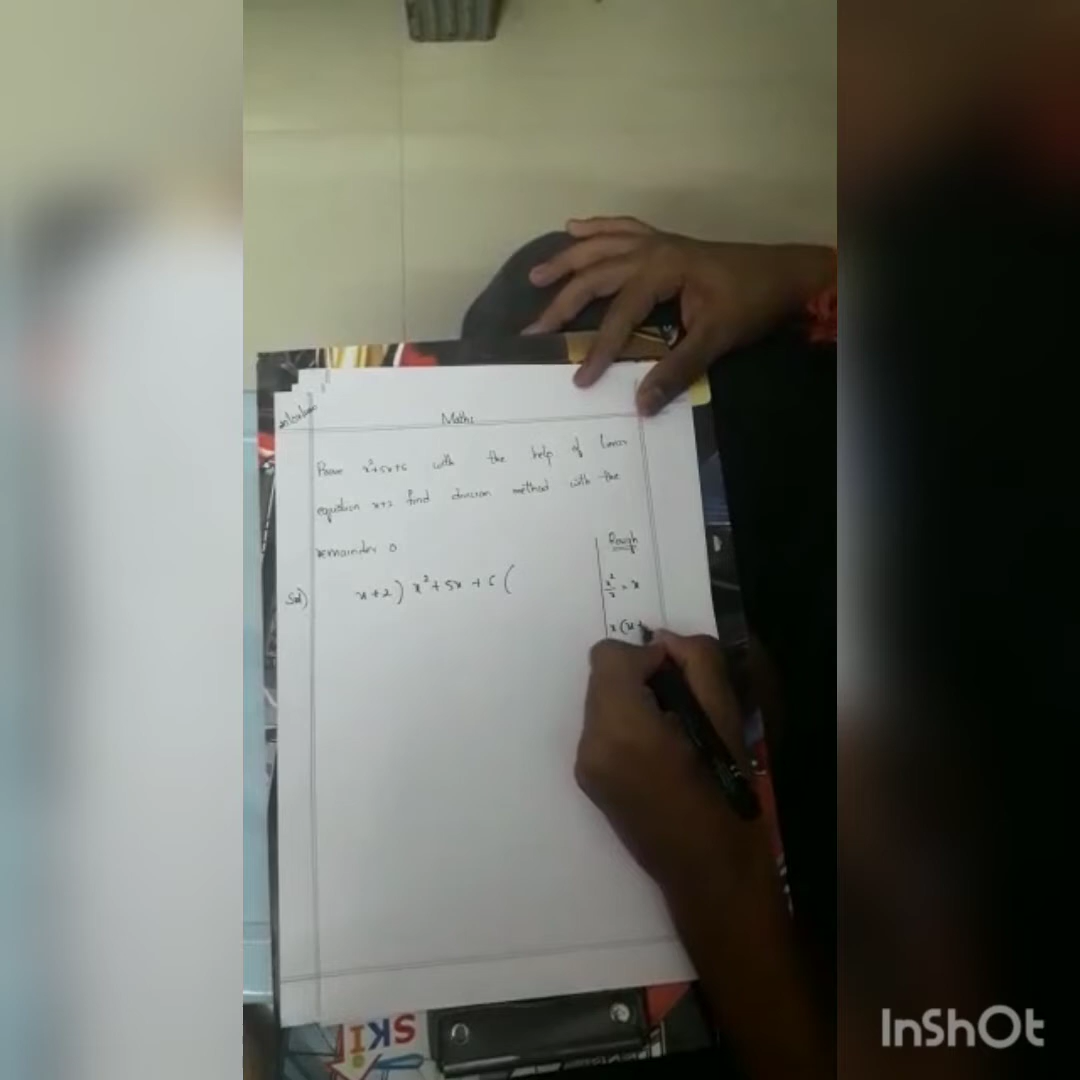 Maths
Prove x²+5x+6 with the help of linear
equation x+2 find division method with the
remainder 0
Sol) x+2) x²+5x+6(
Rough
x²/x = x
x(x+
SKI
InShOt